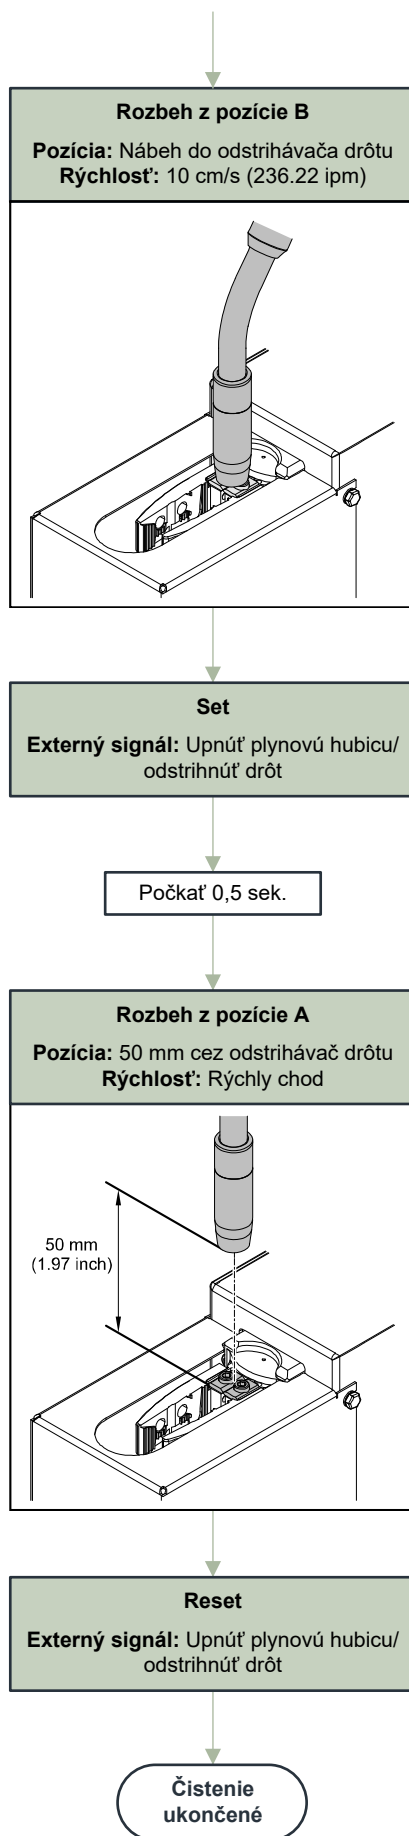 Rozbeh z pozície B
Pozícia: Nábeh do odstrihávača drôtu
Rýchlosť: 10 cm/s (236.22 ipm)
Set
Externý signál: Upnúť plynovú hubicu/
odstrihnúť drôt
Počkať 0,5 sek.
Rozbeh z pozície A
Pozícia: 50 mm cez odstrihávač drôtu
Rýchlosť: Rýchly chod
50 mm
(1.97 inch)
Reset
Externý signál: Upnúť plynovú hubicu/
odstrihnúť drôt
Čistenie
ukončené